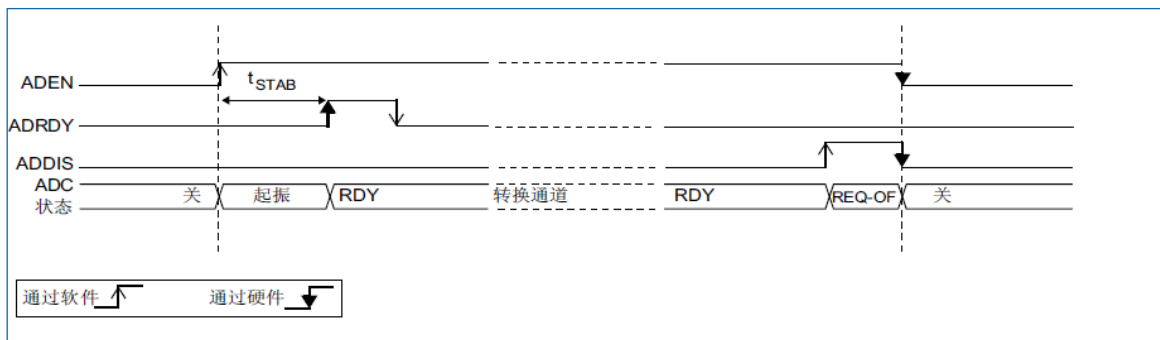 ADEN
tSTAB
ADRDY
ADDIS
ADC
状态
关 起振 RDY 转换通道 RDY REQ-OF 关
通过软件 通过硬件